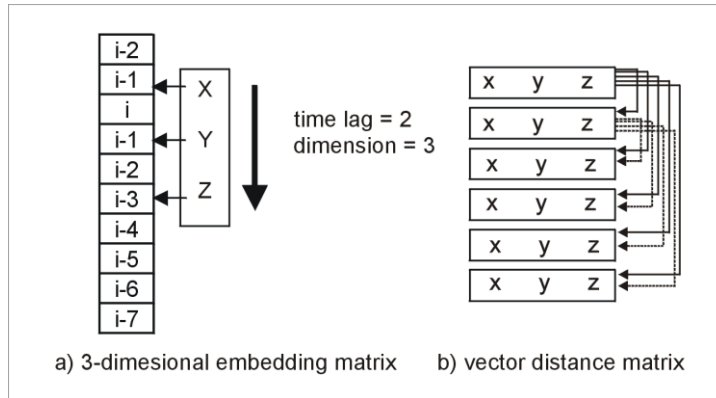 i-2
i-1
i
i-1
i-2
i-3
i-4
i-5
i-6
i-7
X
Y
Z
time lag = 2
dimension = 3
x y z
x y z
x y z
x y z
x y z
x y z
a) 3-dimesional embedding matrix
b) vector distance matrix